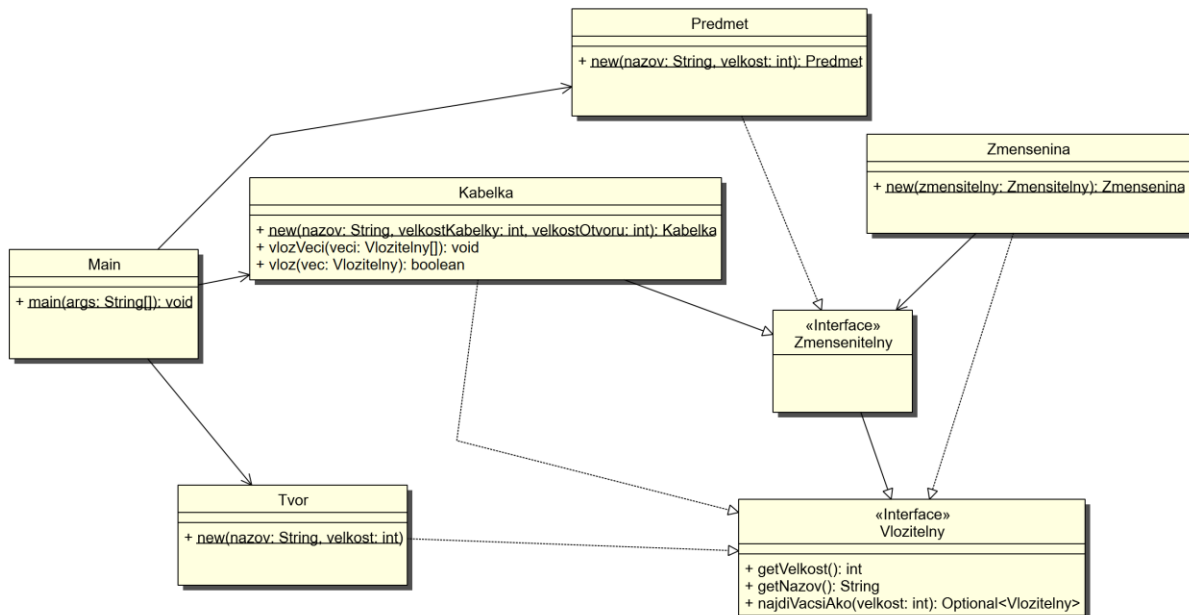 Predmet
+ new(nazov: String, velkost: int): Predmet
Zmensenina
+ new(zmensitelny: Zmensitelny): Zmensenina
Kabelka
+ new(nazov: String, velkostKabelky: int, velkostOtvoru: int): Kabelka
+ vlozVeci(veci: Vlozitelny[]): void
+ vloz(vec: Vlozitelny): boolean
Main
+ main(args: String[]): void
«Interface»
Zmensenitelny
Tvor
+ new(nazov: String, velkost: int)
«Interface»
Vlozitelny
+ getVelkost(): int
+ getNazov(): String
+ najdiVacsiAko(velkost: int): Optional<Vlozitelny>